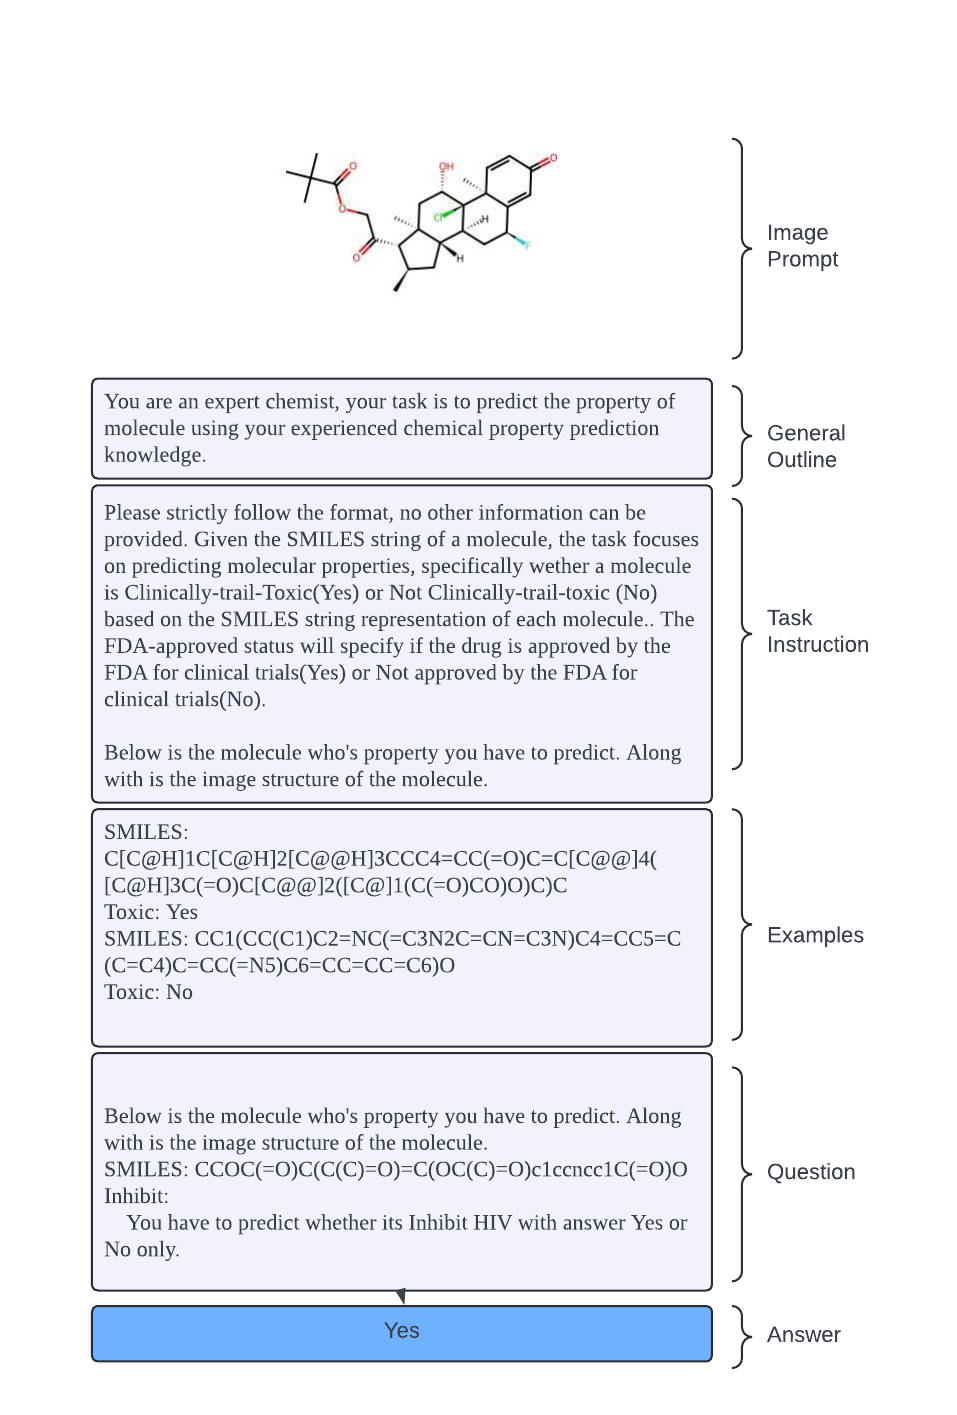 O
OH
O
Cl
H
O
F
O
H
Image
Prompt
You are an expert chemist, your task is to predict the property of
molecule using your experienced chemical property prediction
knowledge.
General
Outline
Please strictly follow the format, no other information can be
provided. Given the SMILES string of a molecule, the task focuses
on predicting molecular properties, specifically wether a molecule
is Clinically-trail-Toxic(Yes) or Not Clinically-trail-toxic (No)
based on the SMILES string representation of each molecule.. The
FDA-approved status will specify if the drug is approved by the
FDA for clinical trials(Yes) or Not approved by the FDA for
clinical trials(No).
Below is the molecule who's property you have to predict. Along
with is the image structure of the molecule.
Task
Instruction
SMILES:
C[C@H]1C[C@H]2[C@@H]3CCC4=CC(=O)C=C[C@@]4(
[C@H]3C(=O)C[C@@]2([C@]1(C(=O)CO)O)C)C
Toxic: Yes
SMILES: CC1(CC(C1)C2=NC(=C3N2C=CN=C3N)C4=CC5=C
(C=C4)C=CC(=N5)C6=CC=CC=C6)O
Toxic: No
Examples
Below is the molecule who's property you have to predict. Along
with is the image structure of the molecule.
SMILES: CCOC(=O)C(C(C)=O)=C(OC(C)=O)c1ccncc1C(=O)O
Inhibit:
You have to predict whether its Inhibit HIV with answer Yes or
No only.
Question
Yes
Answer